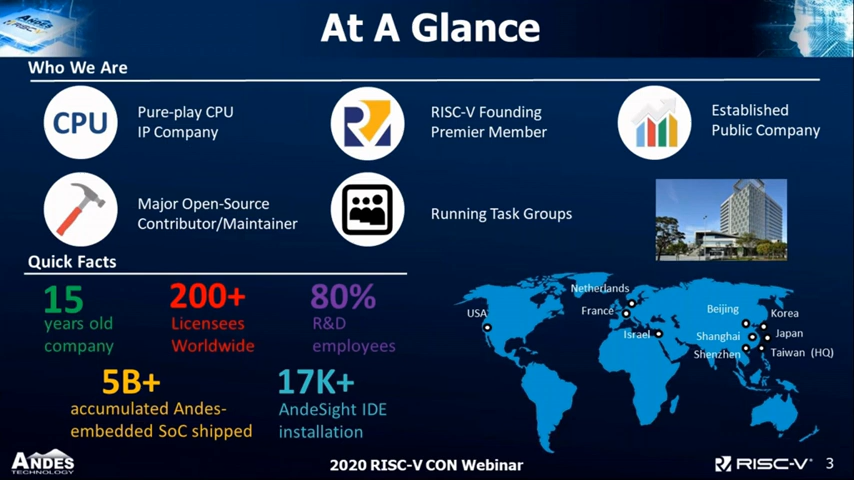 ANDES
At A Glance
Who We Are
CPU
Pure-play CPU
IP Company
RISC-V Founding
Premier Member
Established
Public Company
Major Open-Source
Contributor/Maintainer
Running Task Groups
Quick Facts
15
years old
company
200+
Licensees
Worldwide
80%
R&D
employees
5B+
accumulated Andes-
embedded SoC shipped
17K+
AndeSight IDE
installation
Netherlands
USA
France
Israel
Beijing
Korea
Shanghai
Japan
Shenzhen
Taiwan (HQ)
ANDES
TECHNOLOGY
2020 RISC-V CON Webinar
RISC-V®
3